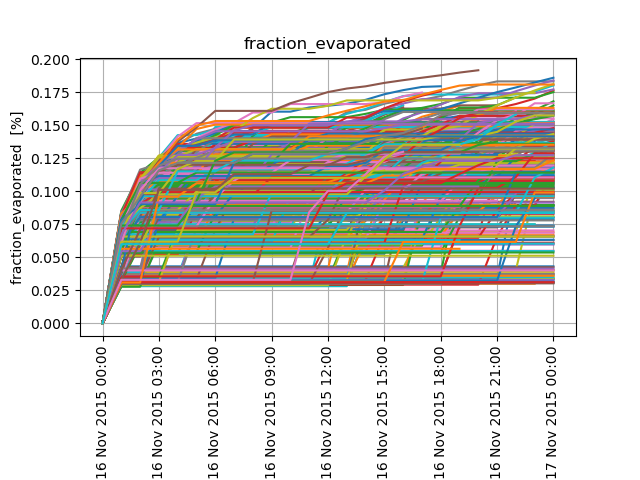 fraction_evaporated
fraction_evaporated [%]
0.200
0.175
0.150
0.125
0.100
0.075
0.050
0.025
0.000
16 Nov 2015 00:00
16 Nov 2015 03:00
16 Nov 2015 06:00
16 Nov 2015 09:00
16 Nov 2015 12:00
16 Nov 2015 15:00
16 Nov 2015 18:00
16 Nov 2015 21:00
17 Nov 2015 00:00